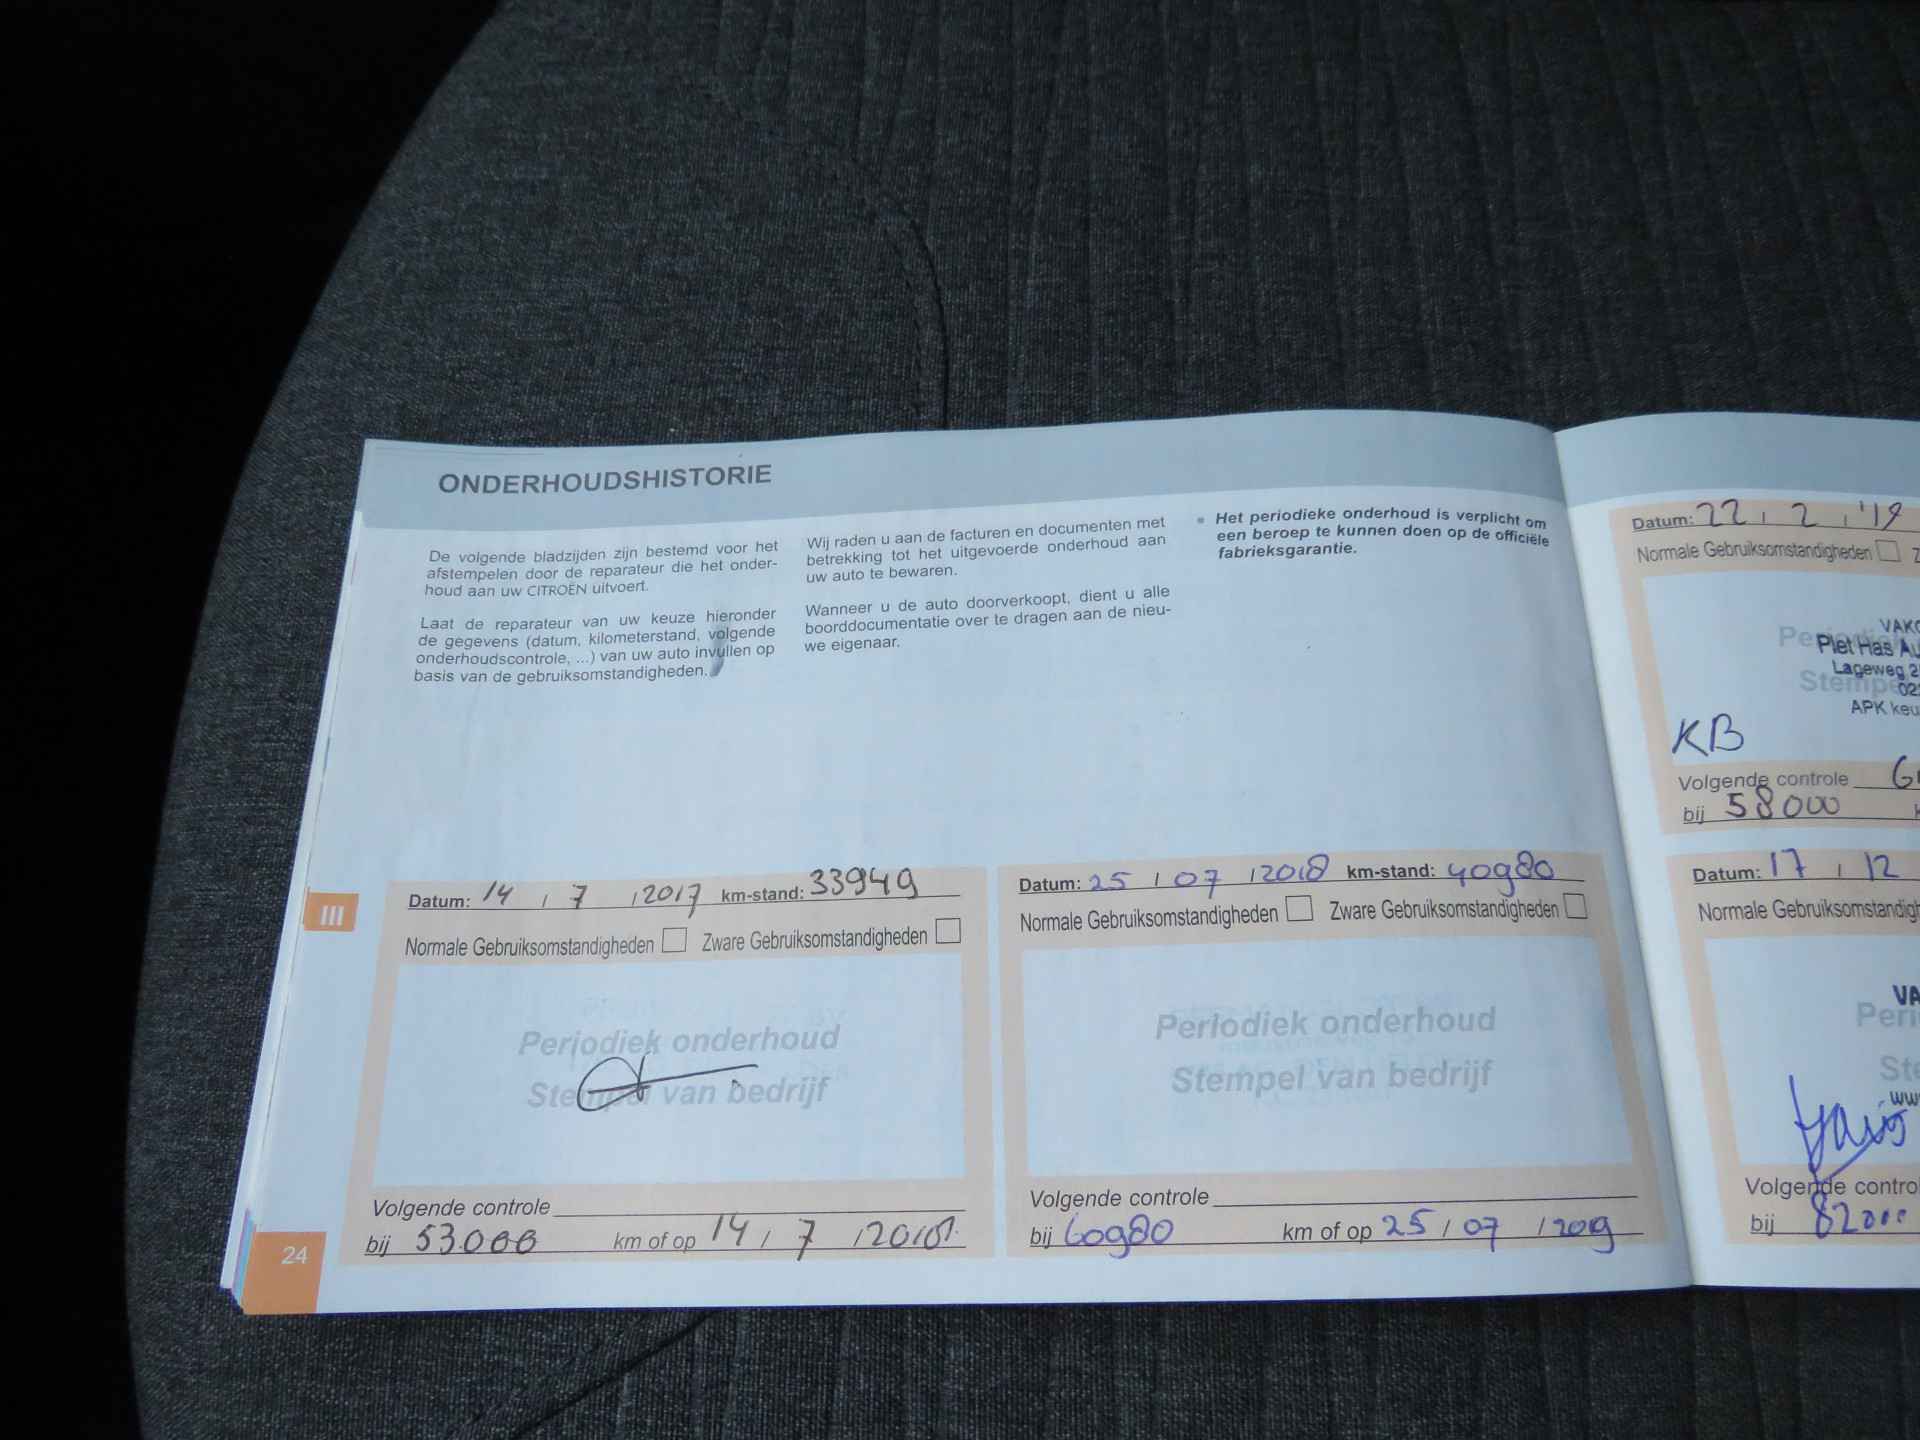 ONDERHOUDSHISTORIE
De volgende bladzijden zijn bestemd voor het
afstempelen door de reparateur die het onder-
houd aan uw CITROËN uitvoert.
Laat de reparateur van uw keuze hieronder
de gegevens (datum, kilometerstand, volgende
onderhoudscontrole, ...) van uw auto invullen op
basis van de gebruiksomstandigheden.
Wij raden u aan de facturen en documenten met
betrekking tot het uitgevoerde onderhoud aan
uw auto te bewaren.
Wanneer u de auto doorverkoopt, dient u alle
boorddocumentatie over te dragen aan de nieu-
we eigenaar.
• Het periodieke onderhoud is verplicht om
een beroep te kunnen doen op de officiële
fabrieksgarantie.
III
Datum: 14 / 7 / 2017 km-stand: 33949
Normale Gebruiksomstandigheden Zware Gebruiksomstandigheden
Periodiek onderhoud
Stempel van bedrijf
Volgende controle
bij 53.000 km of op 14 / 7 /
24
Datum: 25 / 07 / 2018 km-stand: 40980
Normale Gebruiksomstandigheden Zware Gebruiksomstandigheden
Periodiek onderhoud
Stempel van bedrijf
Volgende controle
bij 60980 km of op 25 / 07 / 2019
Datum: 22 / 2 / '19
Normale Gebruiksomstandigheden
Piet Has
Lageweg
APK
KB
Volgende controle
bij 58000
Datum: 17 / 12
Normale
Volgende
bij 82000